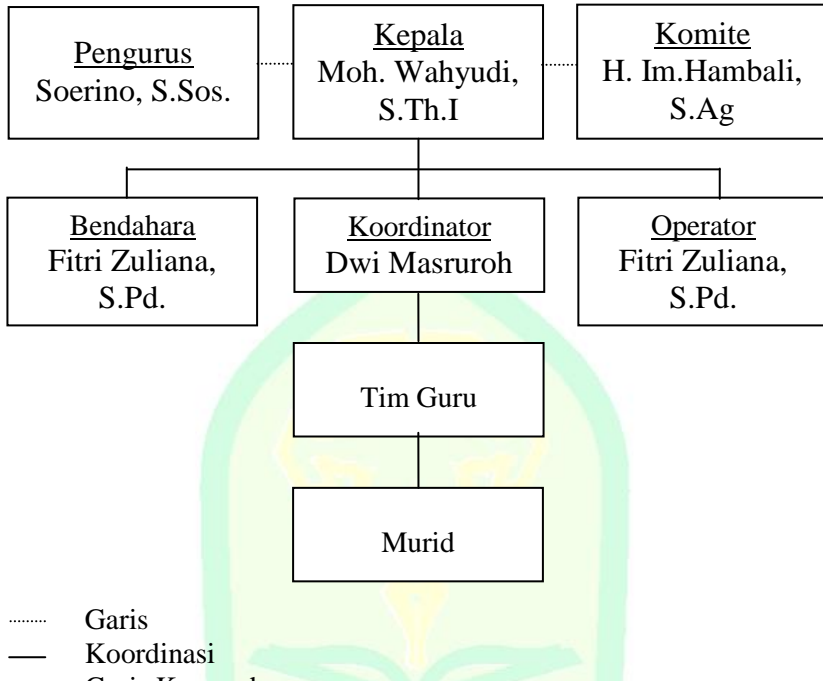 Pengurus
Soerino, S.Sos.
Kepala
Moh. Wahyudi,
S.Th.I
Komite
H. Im.Hambali,
S.Ag
Bendahara
Fitri Zuliana,
S.Pd.
Koordinator
Dwi Masruroh
Operator
Fitri Zuliana,
S.Pd.
Tim Guru
Murid
Garis
Koordinasi